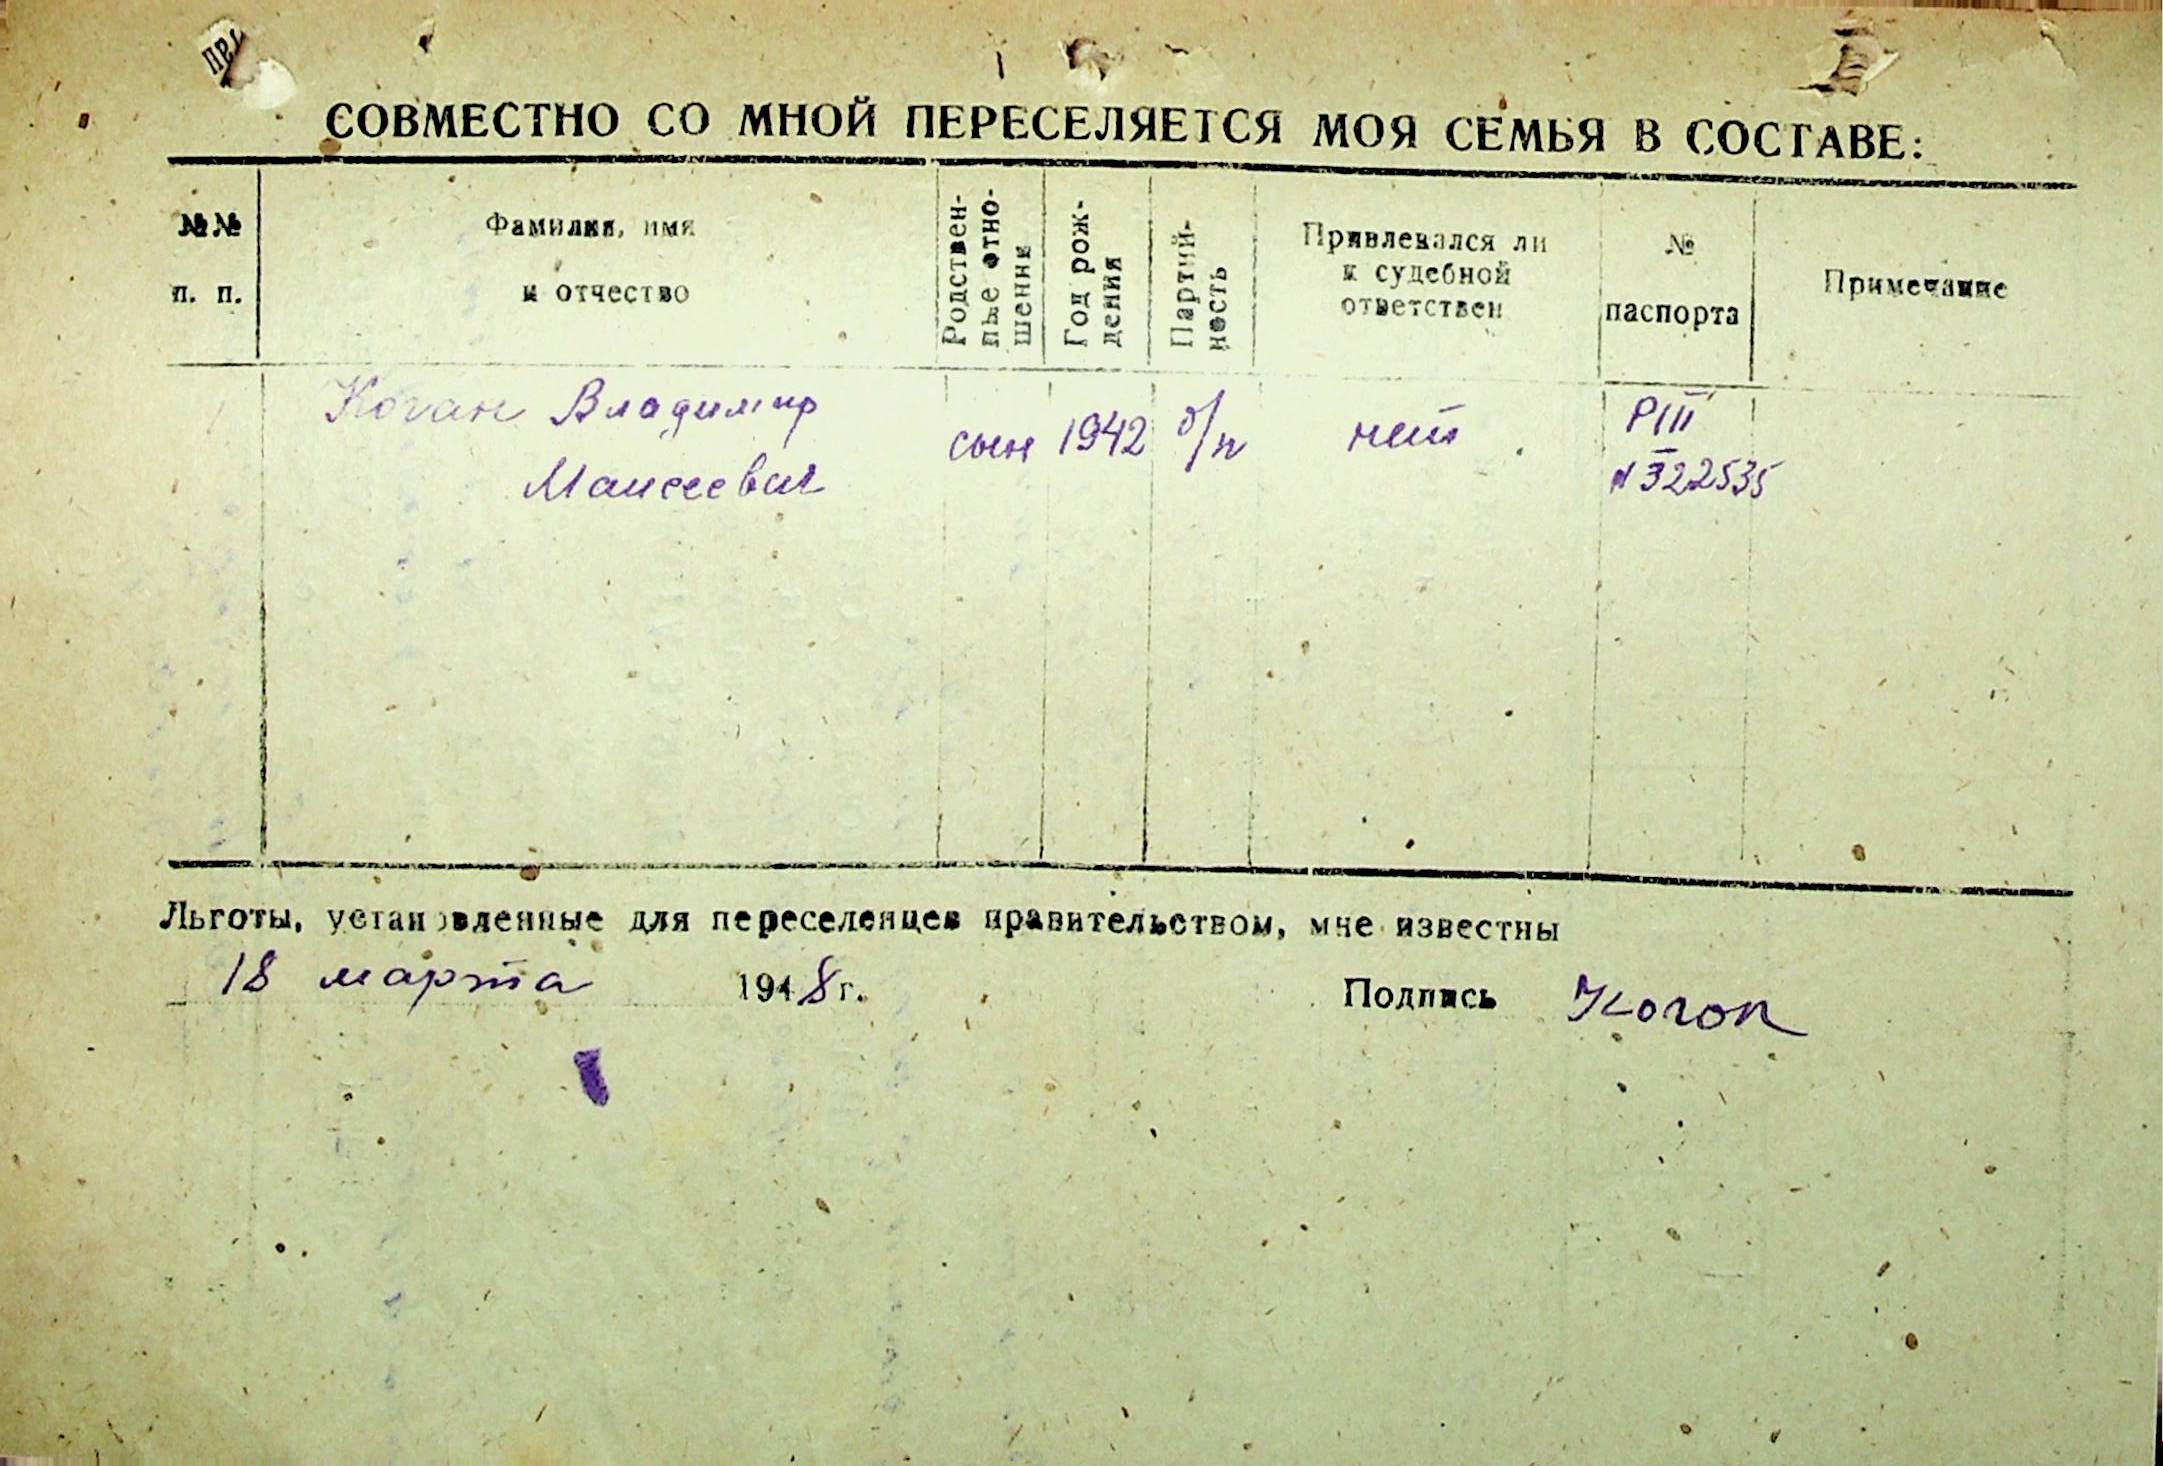 СОВМЕСТНО СО МНОЙ ПЕРЕСЕЛЯЕТСЯ МОЯ СЕМЬЯ В СОСТАВЕ:
№№ п. п.
Фамилия, имя и отчество
Родственные отношения
Год рождения
Партийность
Привлекался ли к судебной ответствен
№ паспорта
Примечание
Коган Владимир
Маисеевич
сын
1942
б/п
нет
РIII
N 322535
Льготы, установленные для переселенцев правительством, мне известны
18 марта 1948 г.
Подпись Коган